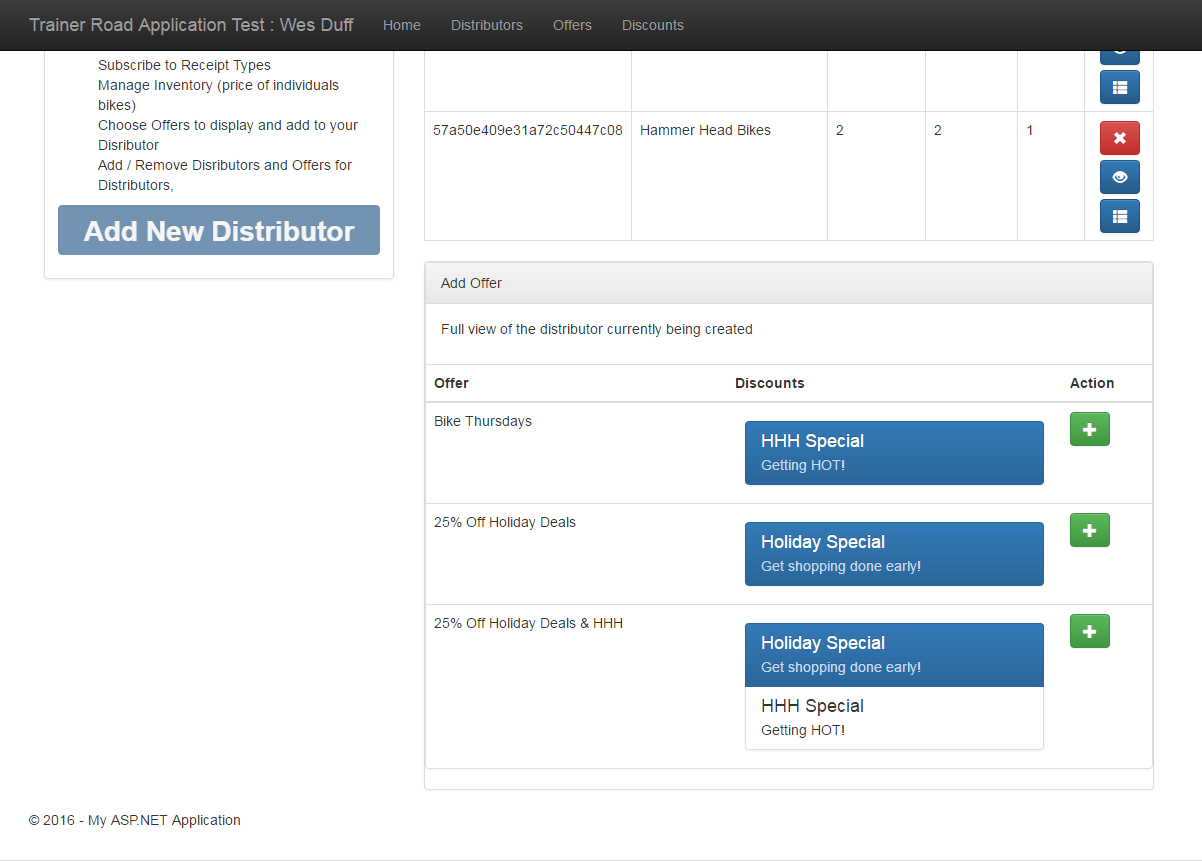 Trainer Road Application Test : Wes Duff
Home
Distributors
Offers
Discounts
Subscribe to Receipt Types
Manage Inventory (price of individuals
bikes)
Choose Offers to display and add to your
Disributor
Add / Remove Disributors and Offers for
Distributors,
Add New Distributor
57a50e409e31a72c50447c08
Hammer Head Bikes
2
2
1
Add Offer
Full view of the distributor currently being created
Offer
Discounts
Action
Bike Thursdays
HHH Special
Getting HOT!
25% Off Holiday Deals
Holiday Special
Get shopping done early!
25% Off Holiday Deals & HHH
Holiday Special
Get shopping done early!
HHH Special
Getting HOT!
© 2016 - My ASP.NET Application